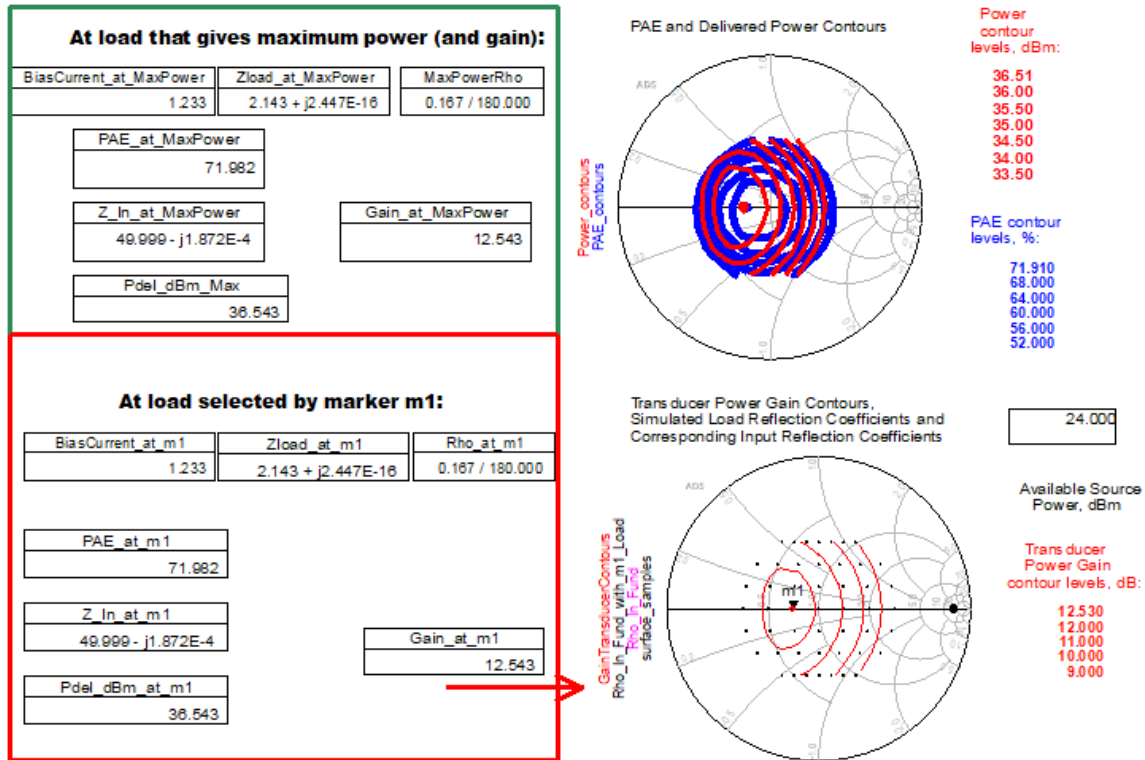 At load that gives maximum power (and gain):
BiasCurrent_at_MaxPower
1.233
Zload_at_MaxPower
2.143 + j2.447E-16
MaxPowerRho
0.167 / 180.000
PAE_at_MaxPower
71.982
Z_In_at_MaxPower
49.999 - j1.872E-4
Gain_at_MaxPower
12.543
Pdel_dBm_Max
36.543
At load selected by marker m1:
BiasCurrent_at_m1
1.233
Zload_at_m1
2.143 + j2.447E-16
Rho_at_m1
0.167 / 180.000
PAE_at_m1
71.982
Z_In_at_m1
49.999 - j1.872E-4
Gain_at_m1
12.543
Pdel_dBm_at_m1
36.543
PAE and Delivered Power Contours
ADS
Power_contours
PAE_contours
Power
contour
levels, dBm:
36.51
36.00
35.50
35.00
34.50
34.00
33.50
PAE contour
levels, %:
71.910
68.000
64.000
60.000
56.000
52.000
Transducer Power Gain Contours,
Simulated Load Reflection Coefficients and
Corresponding Input Reflection Coefficients
24.000
Available Source
Power, dBm
ADS
m1
GainTransducerContours
Rho_In_Fund_with_m1_Load
Rho_In_Fund
surface_samples
Transducer
Power Gain
contour levels, dB:
12.530
12.000
11.000
10.000
9.000